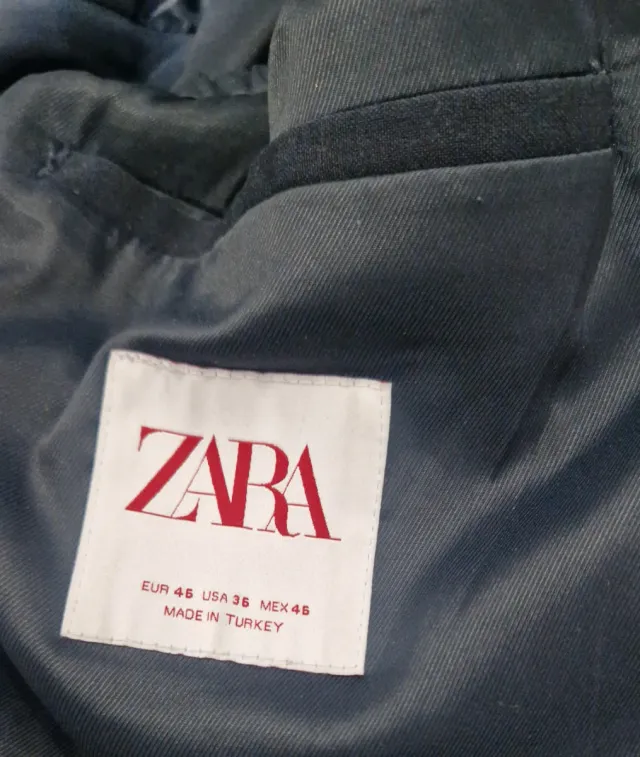 ZARA
EUR 46 USA 36 MEX 46
MADE IN TURKEY